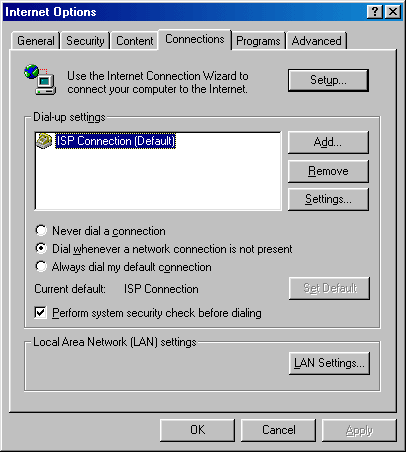 Internet Options
General Security Content Connections Programs Advanced
Use the Internet Connection Wizard to
connect your computer to the Internet.
Setup...
Dial-up settings
ISP Connection (Default)
Add...
Remove
Settings...
Never dial a connection
Dial whenever a network connection is not present
Always dial my default connection
Current default: ISP Connection
Set Default
Perform system security check before dialing
Local Area Network (LAN) settings
LAN Settings...
OK Cancel Apply